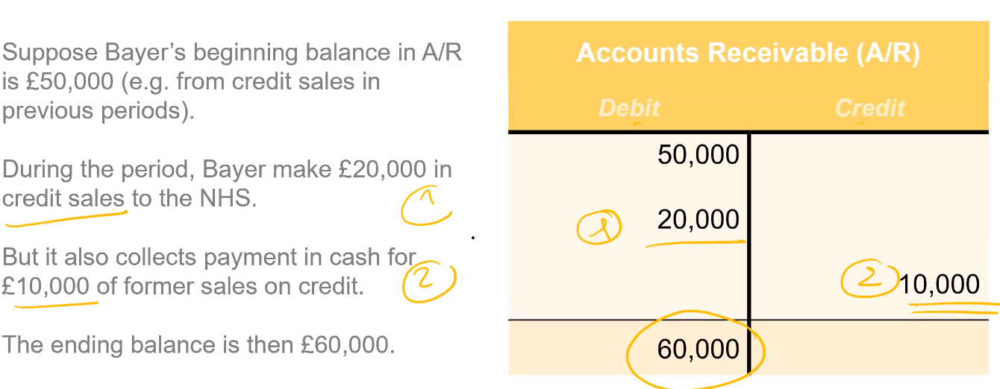 Suppose Bayer’s beginning balance in A/R
is £50,000 (e.g. from credit sales in
previous periods).
During the period, Bayer make £20,000 in
credit sales to the NHS.
1
But it also collects payment in cash for
£10,000 of former sales on credit.
2
The ending balance is then £60,000.
Accounts Receivable (A/R)
Debit Credit
50,000
1 20,000
2 10,000
60,000